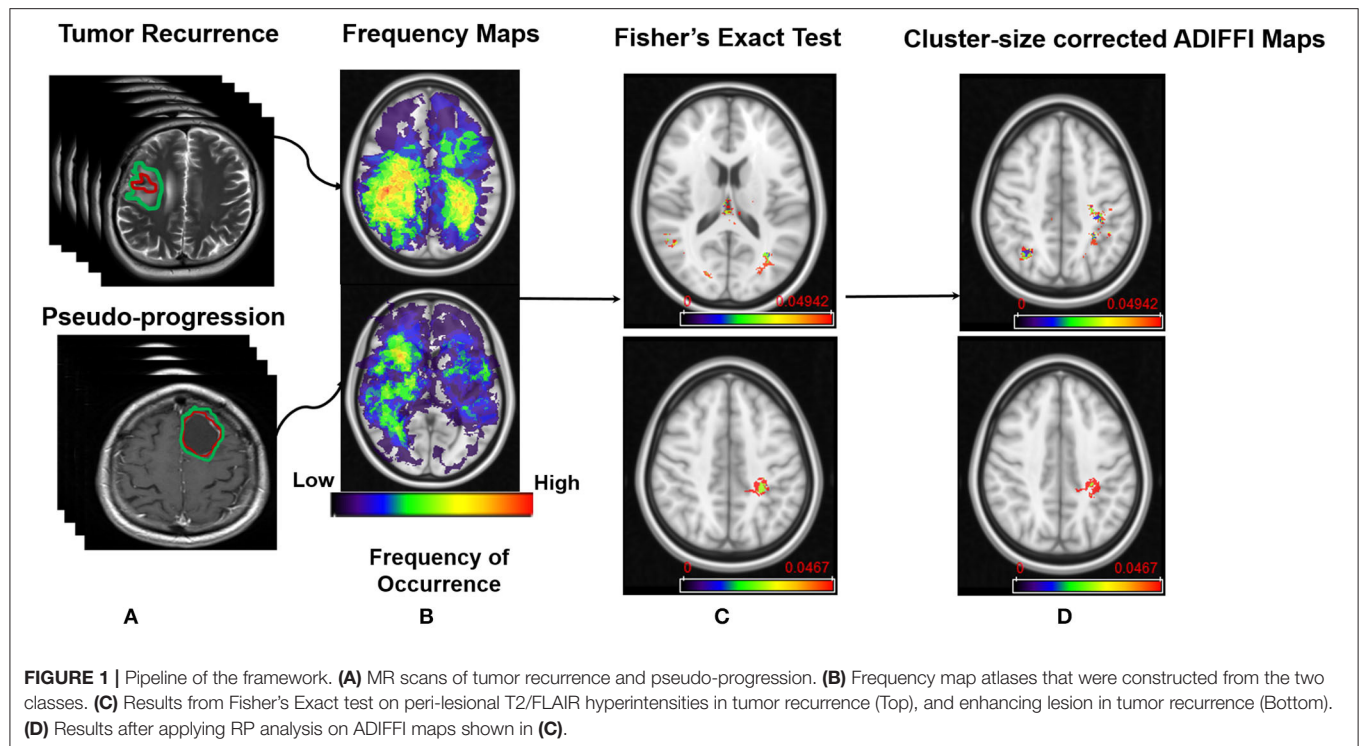 Tumor Recurrence
Frequency Maps
Fisher's Exact Test
Cluster-size corrected ADIFFI Maps
0 0.04942
0 0.04942
Pseudo-progression
Low High
Frequency of
Occurrence
0 0.0467
0 0.0467
A
B
C
D
FIGURE 1 | Pipeline of the framework. (A) MR scans of tumor recurrence and pseudo-progression. (B) Frequency map atlases that were constructed from the two
classes. (C) Results from Fisher's Exact test on peri-lesional T2/FLAIR hyperintensities in tumor recurrence (Top), and enhancing lesion in tumor recurrence (Bottom).
(D) Results after applying RP analysis on ADIFFI maps shown in (C).